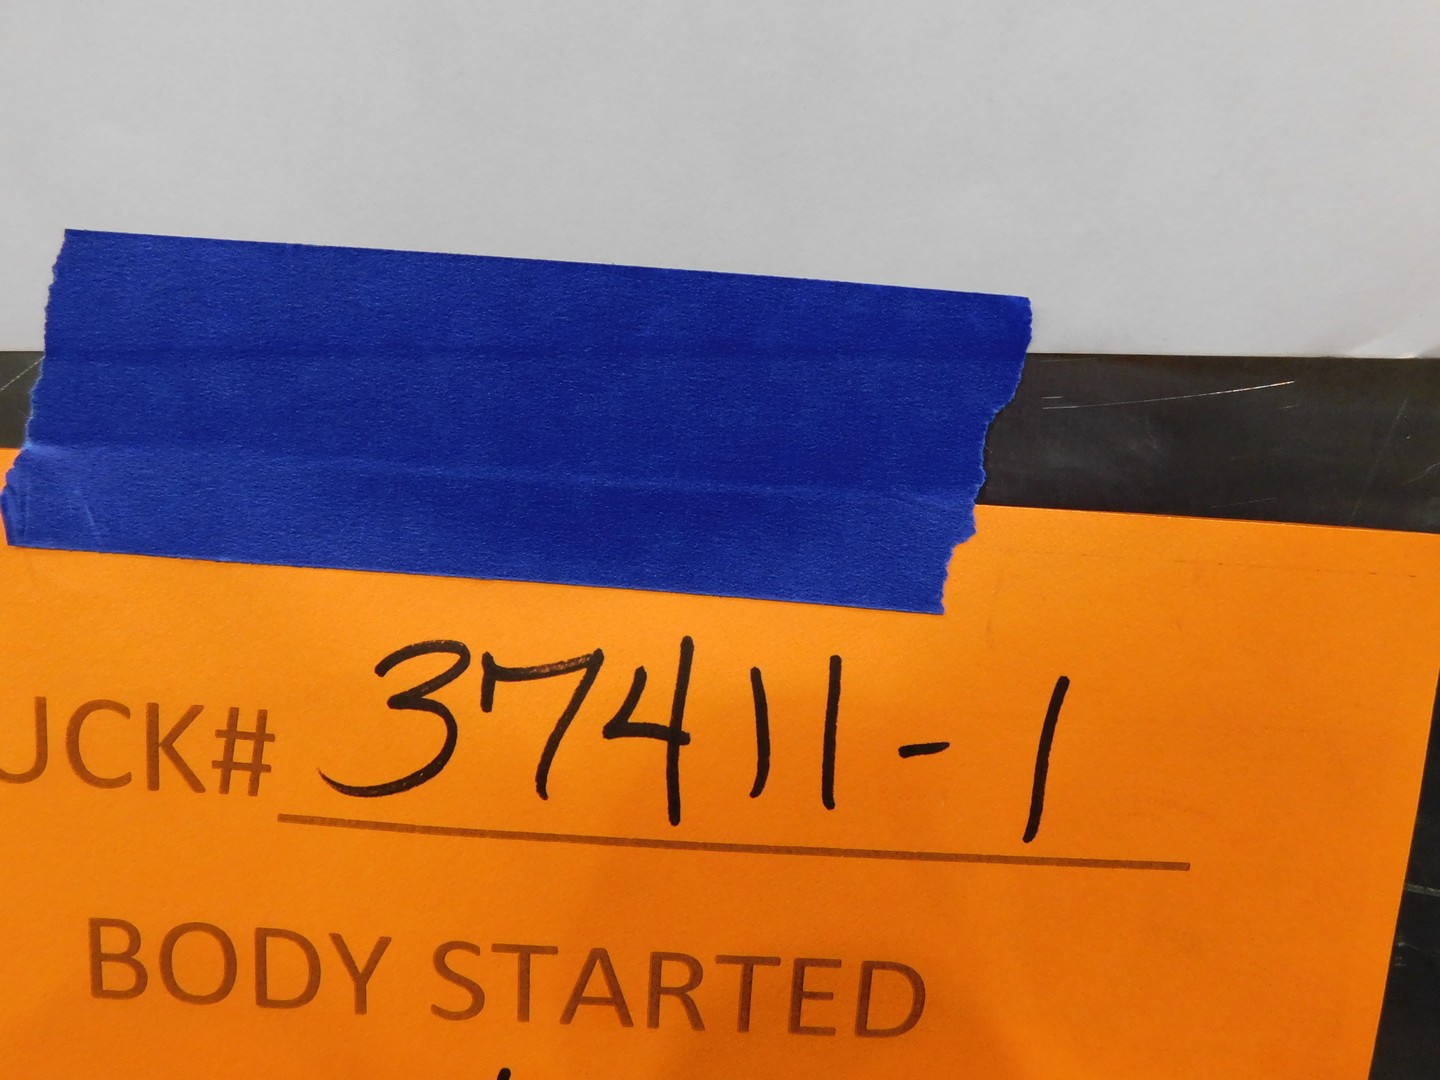 UCK# 37411-1
BODY STARTED